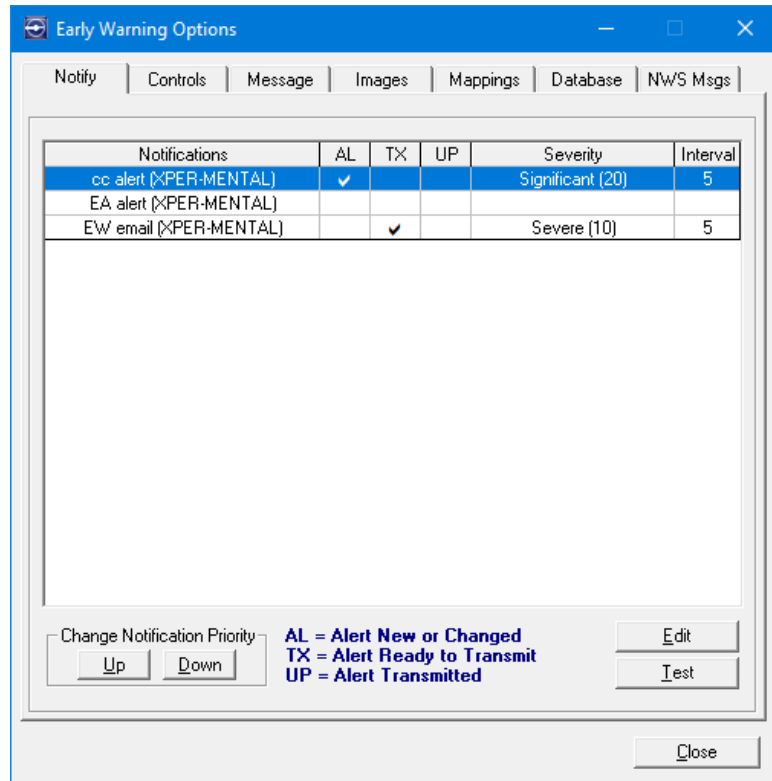 Early Warning Options
Notify Controls Message Images Mappings Database NWS Msgs
Notifications AL TX UP Severity Interval
cc alert (XPER-MENTAL) Significant (20) 5
EA alert (XPER-MENTAL)
EW email (XPER-MENTAL) Severe (10) 5
Change Notification Priority
Up Down
AL = Alert New or Changed
TX = Alert Ready to Transmit
UP = Alert Transmitted
Edit
Test
Close